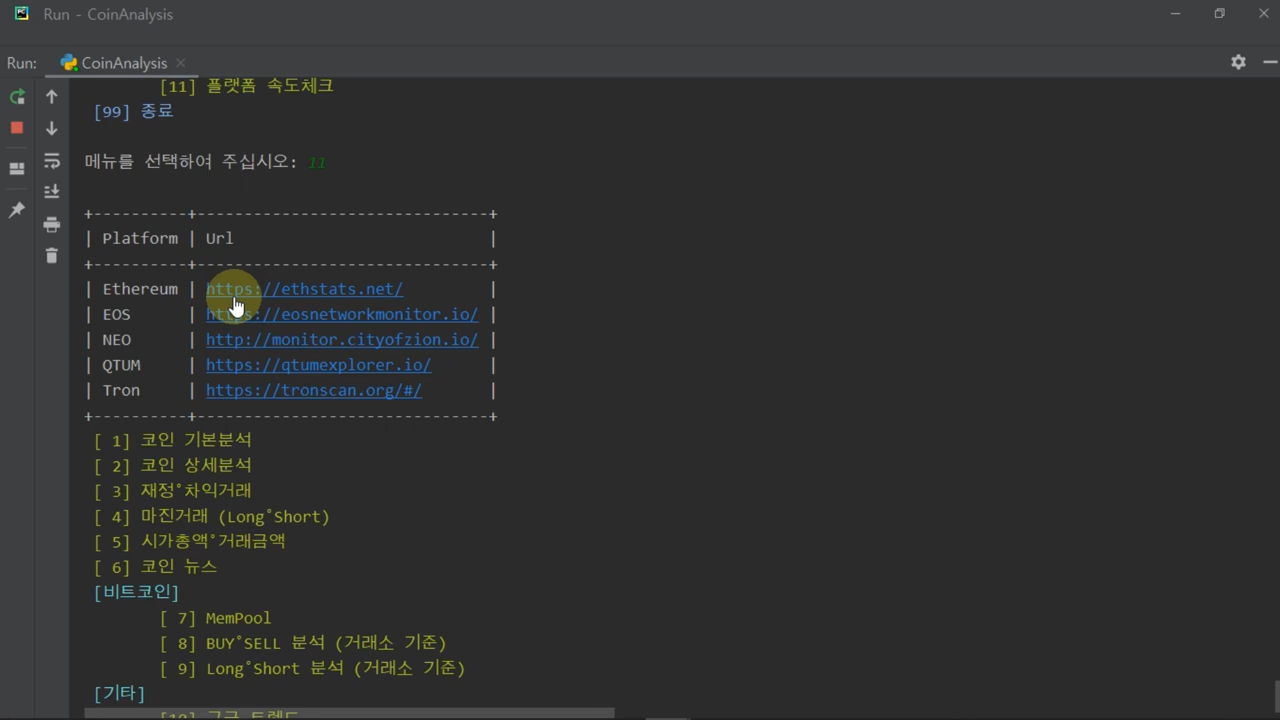 Run - CoinAnalysis
Run: CoinAnalysis
[11] 플랫폼 속도체크
[99] 종료
메뉴를 선택하여 주십시오: 11
+----------+-------------------------------+
| Platform | Url |
+----------+-------------------------------+
| Ethereum | https://ethstats.net/ |
| EOS | https://eosnetworkmonitor.io/ |
| NEO | http://monitor.cityofzion.io/ |
| QTUM | https://qtumexplorer.io/ |
| Tron | https://tronscan.org/#/ |
+----------+-------------------------------+
[ 1] 코인 기본분석
[ 2] 코인 상세분석
[ 3] 재정˚차익거래
[ 4] 마진거래 (Long˚Short)
[ 5] 시가총액˚거래금액
[ 6] 코인 뉴스
[비트코인]
[ 7] MemPool
[ 8] BUY˚SELL 분석 (거래소 기준)
[ 9] Long˚Short 분석 (거래소 기준)
[기타]